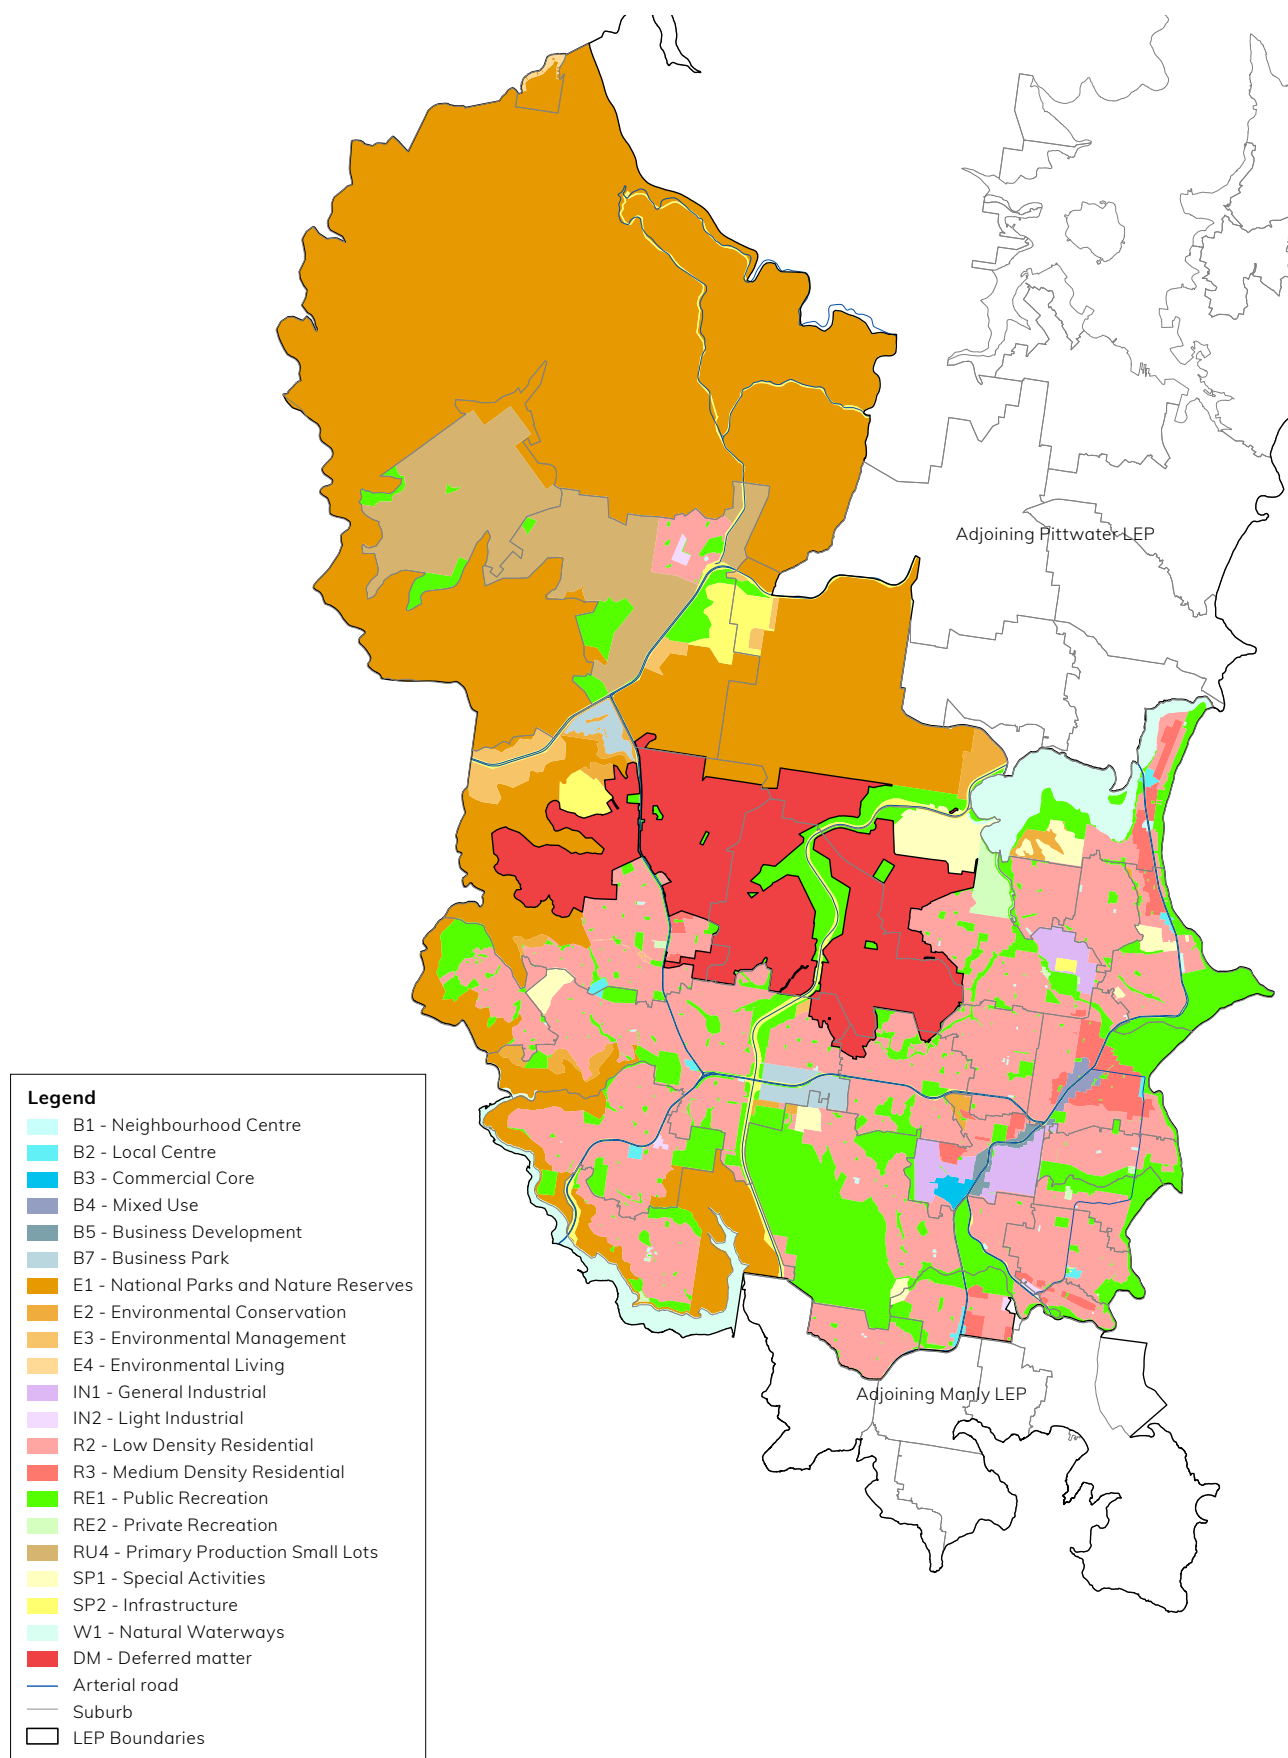 Adjoining Pittwater LEP
Legend
B1 - Neighbourhood Centre
B2 - Local Centre
B3 - Commercial Core
B4 - Mixed Use
B5 - Business Development
B7 - Business Park
E1 - National Parks and Nature Reserves
E2 - Environmental Conservation
E3 - Environmental Management
E4 - Environmental Living
IN1 - General Industrial
IN2 - Light Industrial
R2 - Low Density Residential
R3 - Medium Density Residential
RE1 - Public Recreation
RE2 - Private Recreation
RU4 - Primary Production Small Lots
SP1 - Special Activities
SP2 - Infrastructure
W1 - Natural Waterways
DM - Deferred matter
Arterial road
Suburb
LEP Boundaries
Adjoining Manly LEP